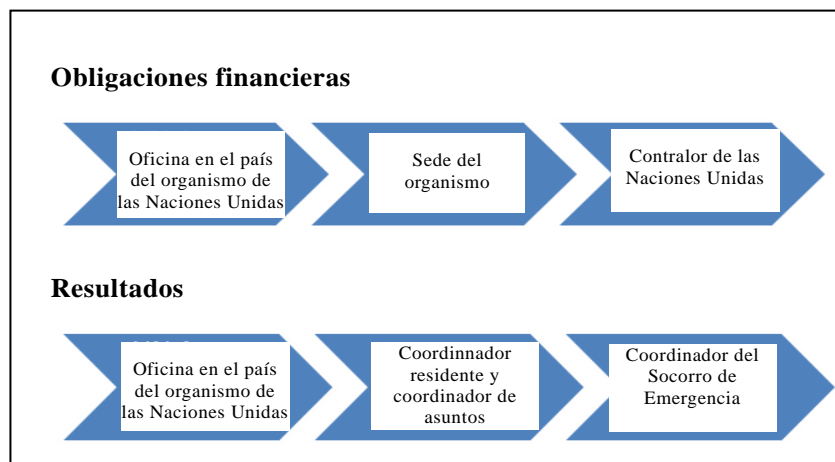 Obligaciones financieras
Oficina en el país
del organismo de
las Naciones Unidas
Sede del
organismo
Contralor de las
Naciones Unidas
Resultados
Oficina en el país
del organismo de
las Naciones Unidas
Coordinnador
residente y
coordinador de
asuntos
Coordinador del
Socorro de
Emergencia